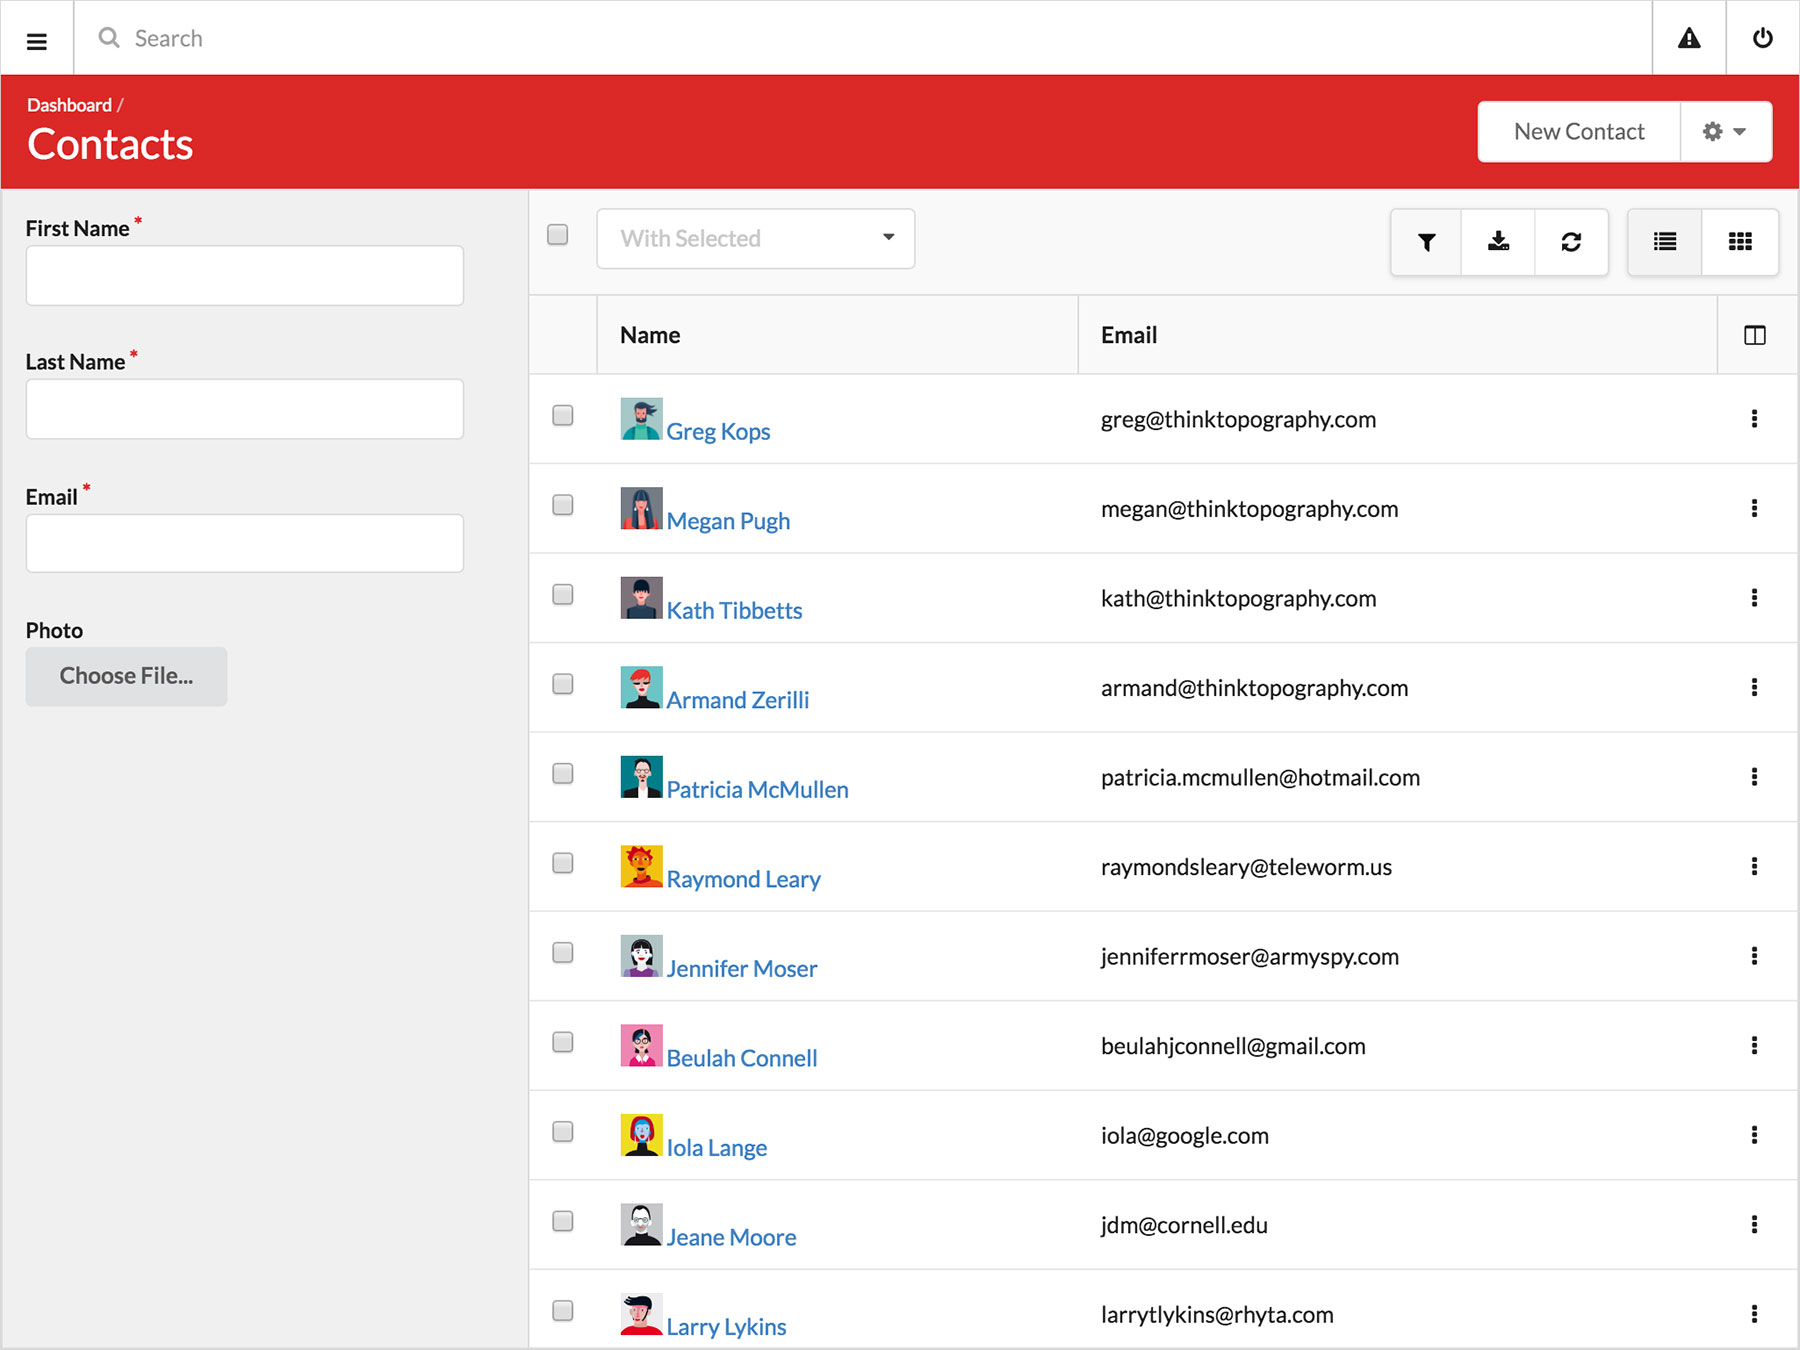 Search
Dashboard /
Contacts
New Contact
First Name *
Last Name *
Email *
Photo
Choose File...
With Selected
Name Email
Greg Kops greg@thinktopography.com
Megan Pugh megan@thinktopography.com
Kath Tibbetts kath@thinktopography.com
Armand Zerilli armand@thinktopography.com
Patricia McMullen patricia.mcmullen@hotmail.com
Raymond Leary raymondsleary@teleworm.us
Jennifer Moser jenniferrmoser@armyspy.com
Beulah Connell beulahjconnell@gmail.com
Iola Lange iola@google.com
Jeane Moore jdm@cornell.edu
Larry Lykins larrytlykins@rhyta.com